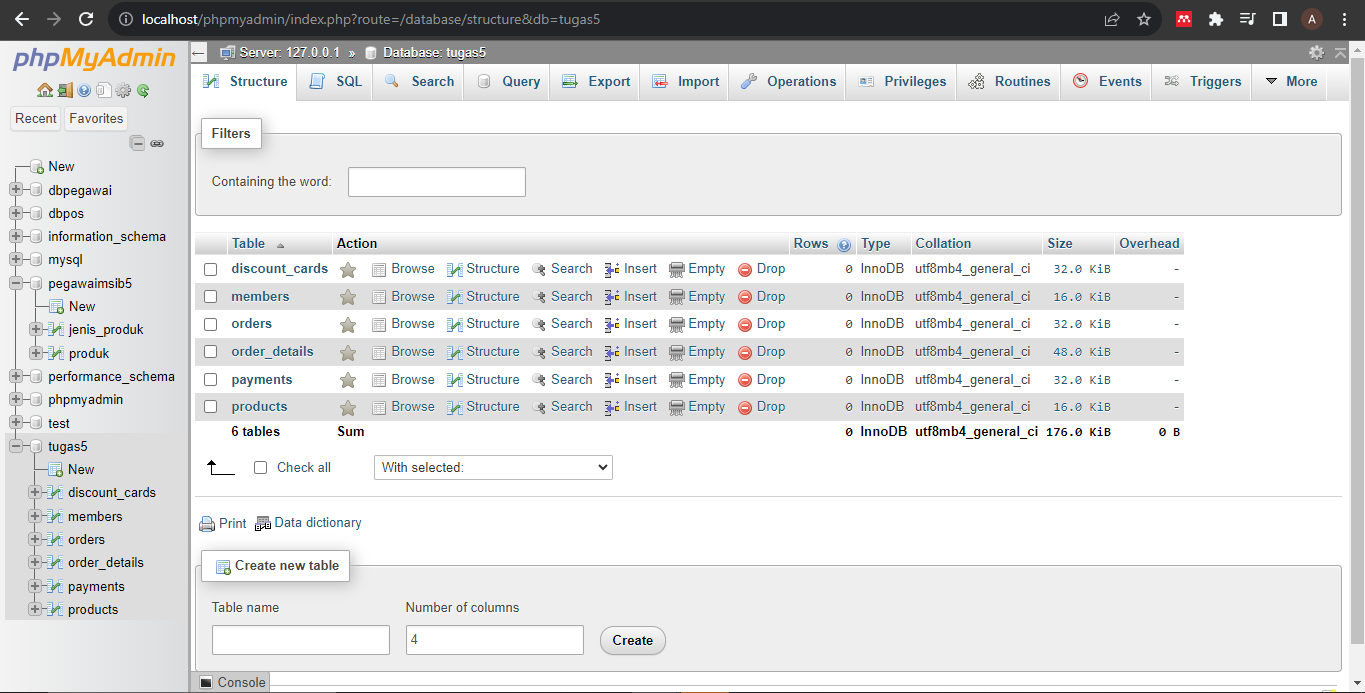 localhost/phpmyadmin/index.php?route=/database/structure&db=tugas5
A
phpMyAdmin
Recent Favorites
New
dbpegawai
dbpos
information_schema
mysql
pegawaimsib5
New
jenis_produk
produk
performance_schema
phpmyadmin
test
tugas5
New
discount_cards
members
orders
order_details
payments
products
Server: 127.0.0.1 » Database: tugas5
Structure SQL Search Query Export Import Operations Privileges Routines Events Triggers More
Filters
Containing the word:
Table Action Rows Type Collation Size Overhead
discount_cards Browse Structure Search Insert Empty Drop 0 InnoDB utf8mb4_general_ci 32.0 KiB -
members Browse Structure Search Insert Empty Drop 0 InnoDB utf8mb4_general_ci 16.0 KiB -
orders Browse Structure Search Insert Empty Drop 0 InnoDB utf8mb4_general_ci 32.0 KiB -
order_details Browse Structure Search Insert Empty Drop 0 InnoDB utf8mb4_general_ci 48.0 KiB -
payments Browse Structure Search Insert Empty Drop 0 InnoDB utf8mb4_general_ci 32.0 KiB -
products Browse Structure Search Insert Empty Drop 0 InnoDB utf8mb4_general_ci 16.0 KiB -
6 tables Sum 0 InnoDB utf8mb4_general_ci 176.0 KiB 0 B
Check all With selected:
Print Data dictionary
Create new table
Table name Number of columns
4 Create
Console